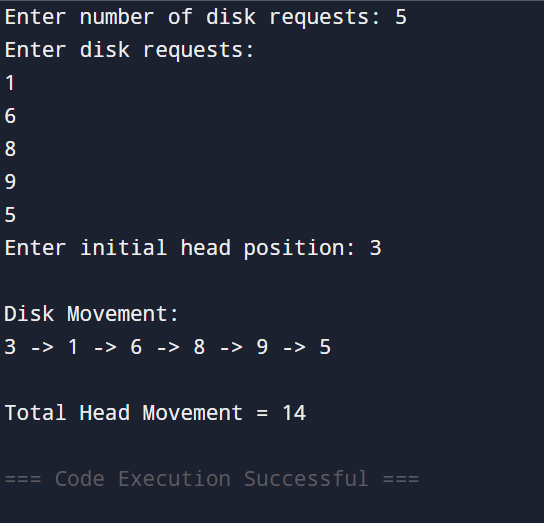 Enter number of disk requests: 5
Enter disk requests:
1
6
8
9
5
Enter initial head position: 3
Disk Movement:
3 -> 1 -> 6 -> 8 -> 9 -> 5
Total Head Movement = 14
=== Code Execution Successful ===